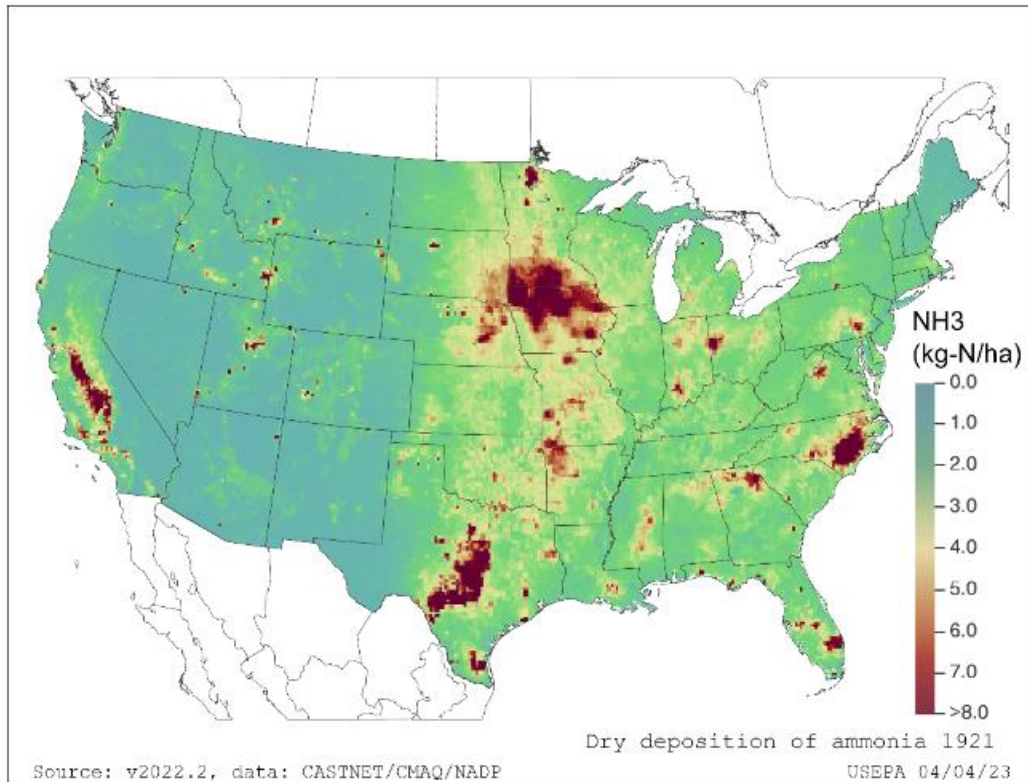 NH3
(kg-N/ha)
0.0
1.0
2.0
3.0
4.0
5.0
6.0
7.0
>8.0
Dry deposition of ammonia 1921
Source: v2022.2, data: CASTNET/CMAQ/NADP
USEPA 04/04/23